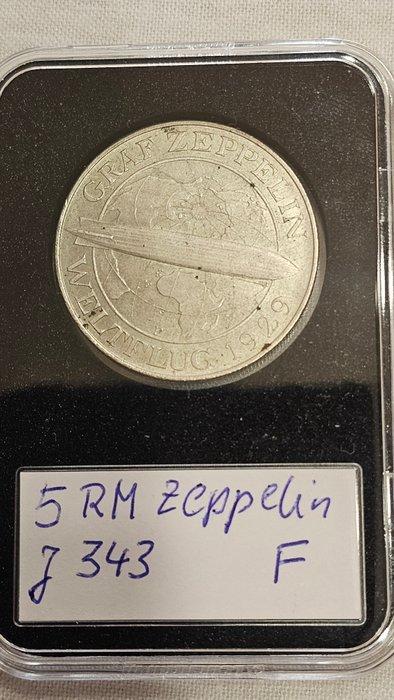 GRAF ZEPPELIN
WELTFLUG · 1929
5 RM Zeppelin
J 343 F